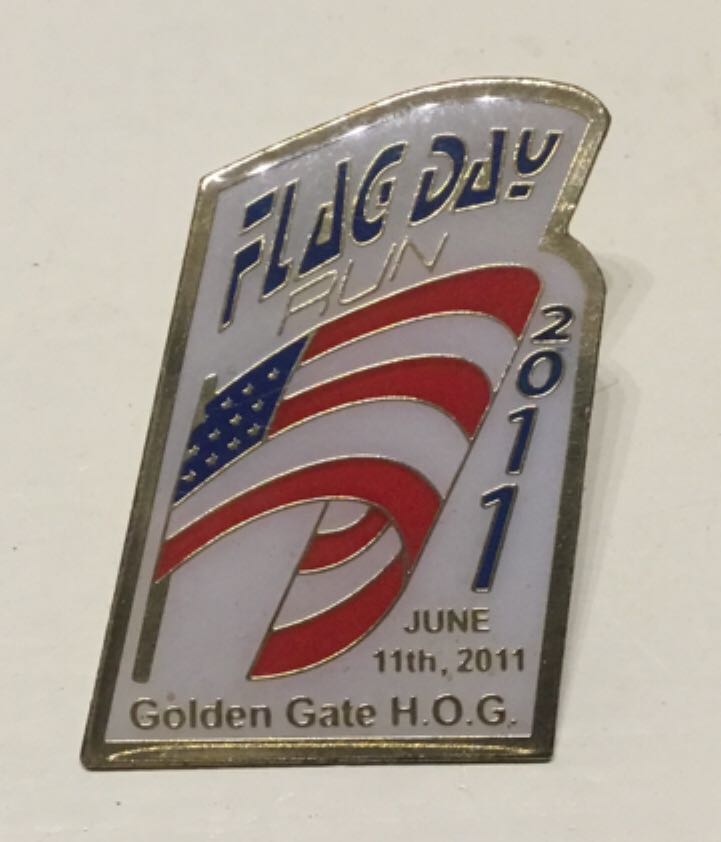 FLAG DAY
RUN
2011
JUNE
11th, 2011
Golden Gate H.O.G.